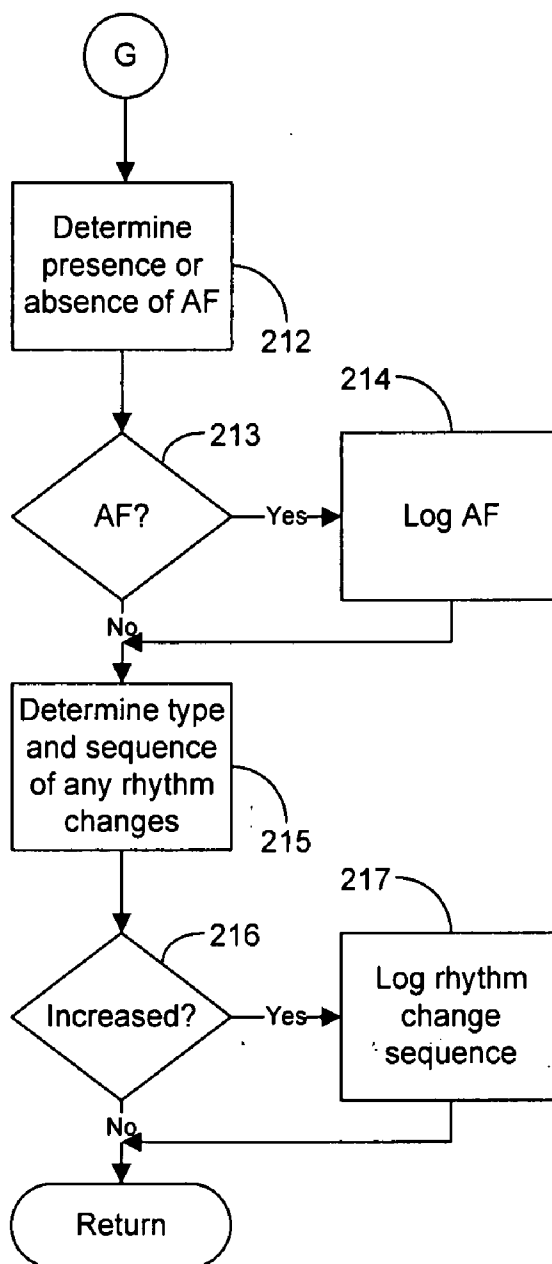 G
Determine
presence or
absence of AF
212
214
213
AF?
Yes
Log AF
No
Determine type
and sequence
of any rhythm
changes
215
217
216
Increased?
Yes
Log rhythm
change
sequence
No
Return